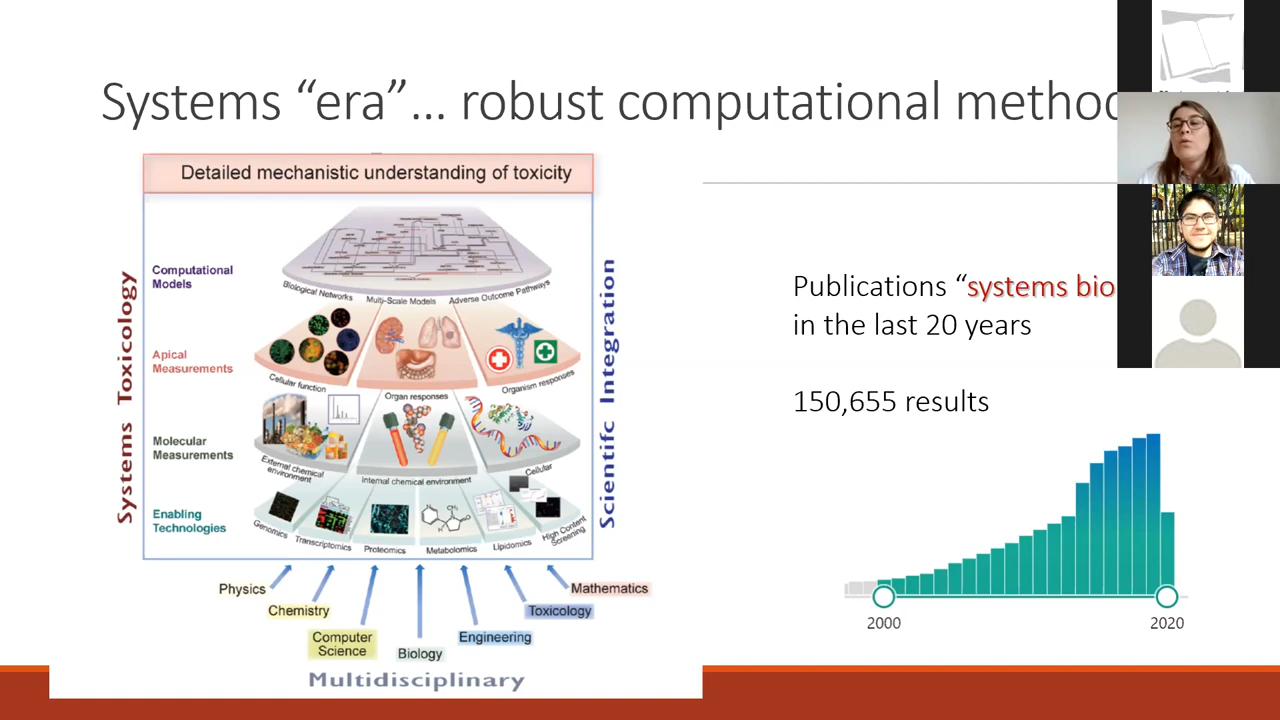 Systems “era”... robust computational method
Detailed mechanistic understanding of toxicity
Systems Toxicology
Scientifc Integration
Computational
Models
Biological Networks
Multi-Scale Models
Adverse Outcome Pathways
Apical
Measurements
Cellular function
Organ responses
Organism responses
Molecular
Measurements
External chemical
environment
Internal chemical environment
Cellular
Enabling
Technologies
Genomics
Transcriptomics
Proteomics
Metabolomics
Lipidomics
High Content
Screening
Physics
Chemistry
Computer
Science
Biology
Engineering
Toxicology
Mathematics
Multidisciplinary
Publications “systems bio
in the last 20 years
150,655 results
2000
2020